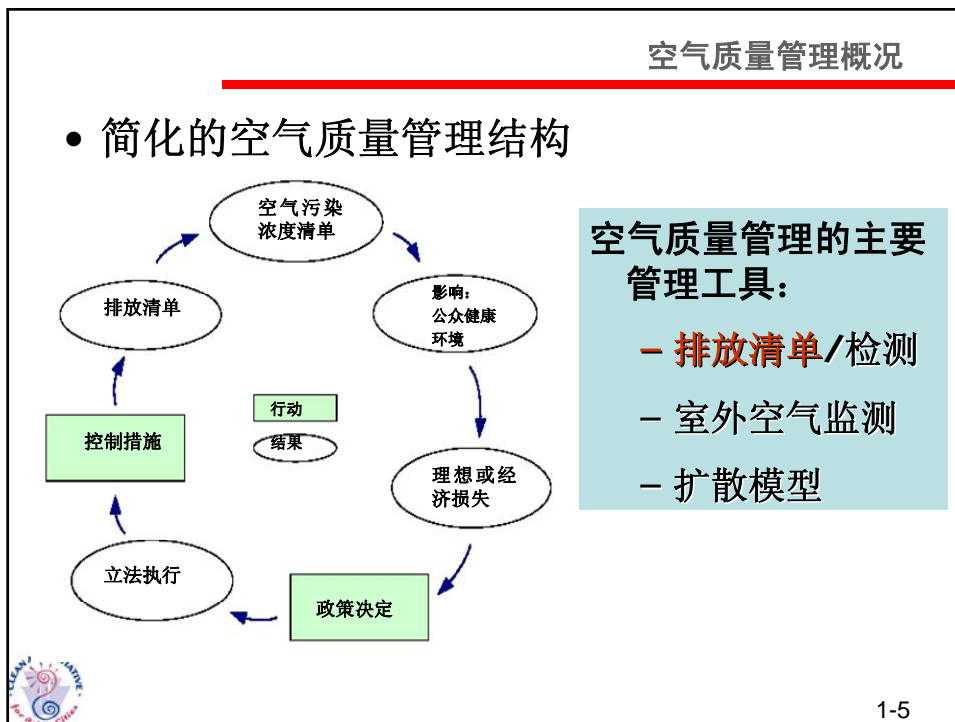 空气质量管理概况
• 简化的空气质量管理结构
空气污染
浓度清单
影响：
公众健康
环境
理想或经
济损失
政策决定
立法执行
控制措施
排放清单
行动
结果
空气质量管理的主要
管理工具：
– 排放清单/检测
– 室外空气监测
– 扩散模型
1-5